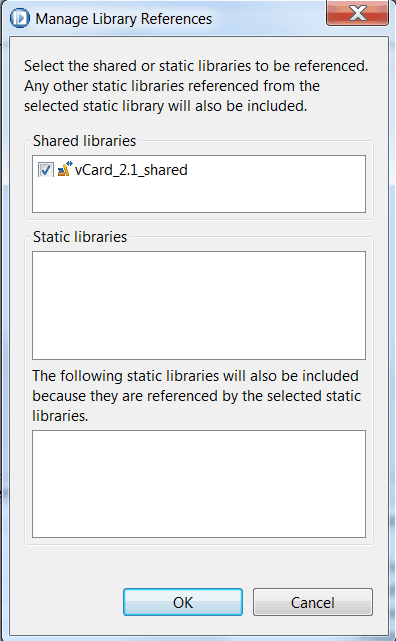 Manage Library References
Select the shared or static libraries to be referenced.
Any other static libraries referenced from the
selected static library will also be included.
Shared libraries
vCard_2.1_shared
Static libraries
The following static libraries will also be included
because they are referenced by the selected static
libraries.
OK
Cancel